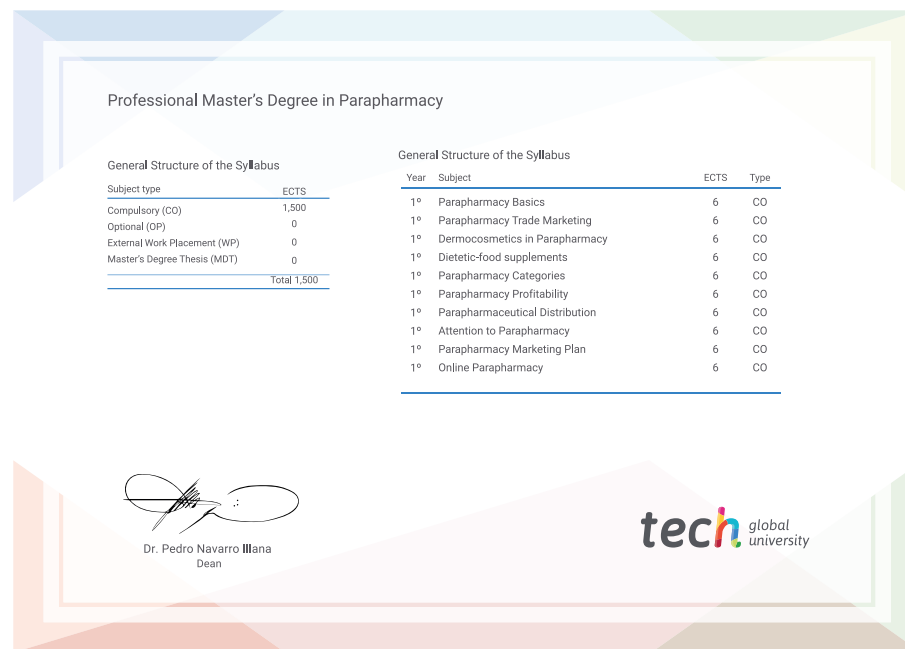 Professional Master's Degree in Parapharmacy
General Structure of the Syllabus
Subject type ECTS
Compulsory (CO) 1,500
Optional (OP) 0
External Work Placement (WP) 0
Master's Degree Thesis (MDT) 0
Total 1,500
General Structure of the Syllabus
Year Subject ECTS Type
1º Parapharmacy Basics 6 CO
1º Parapharmacy Trade Marketing 6 CO
1º Dermocosmetics in Parapharmacy 6 CO
1º Dietetic-food supplements 6 CO
1º Parapharmacy Categories 6 CO
1º Parapharmacy Profitability 6 CO
1º Parapharmaceutical Distribution 6 CO
1º Attention to Parapharmacy 6 CO
1º Parapharmacy Marketing Plan 6 CO
1º Online Parapharmacy 6 CO
Dr. Pedro Navarro Illana
Dean
tech global
university